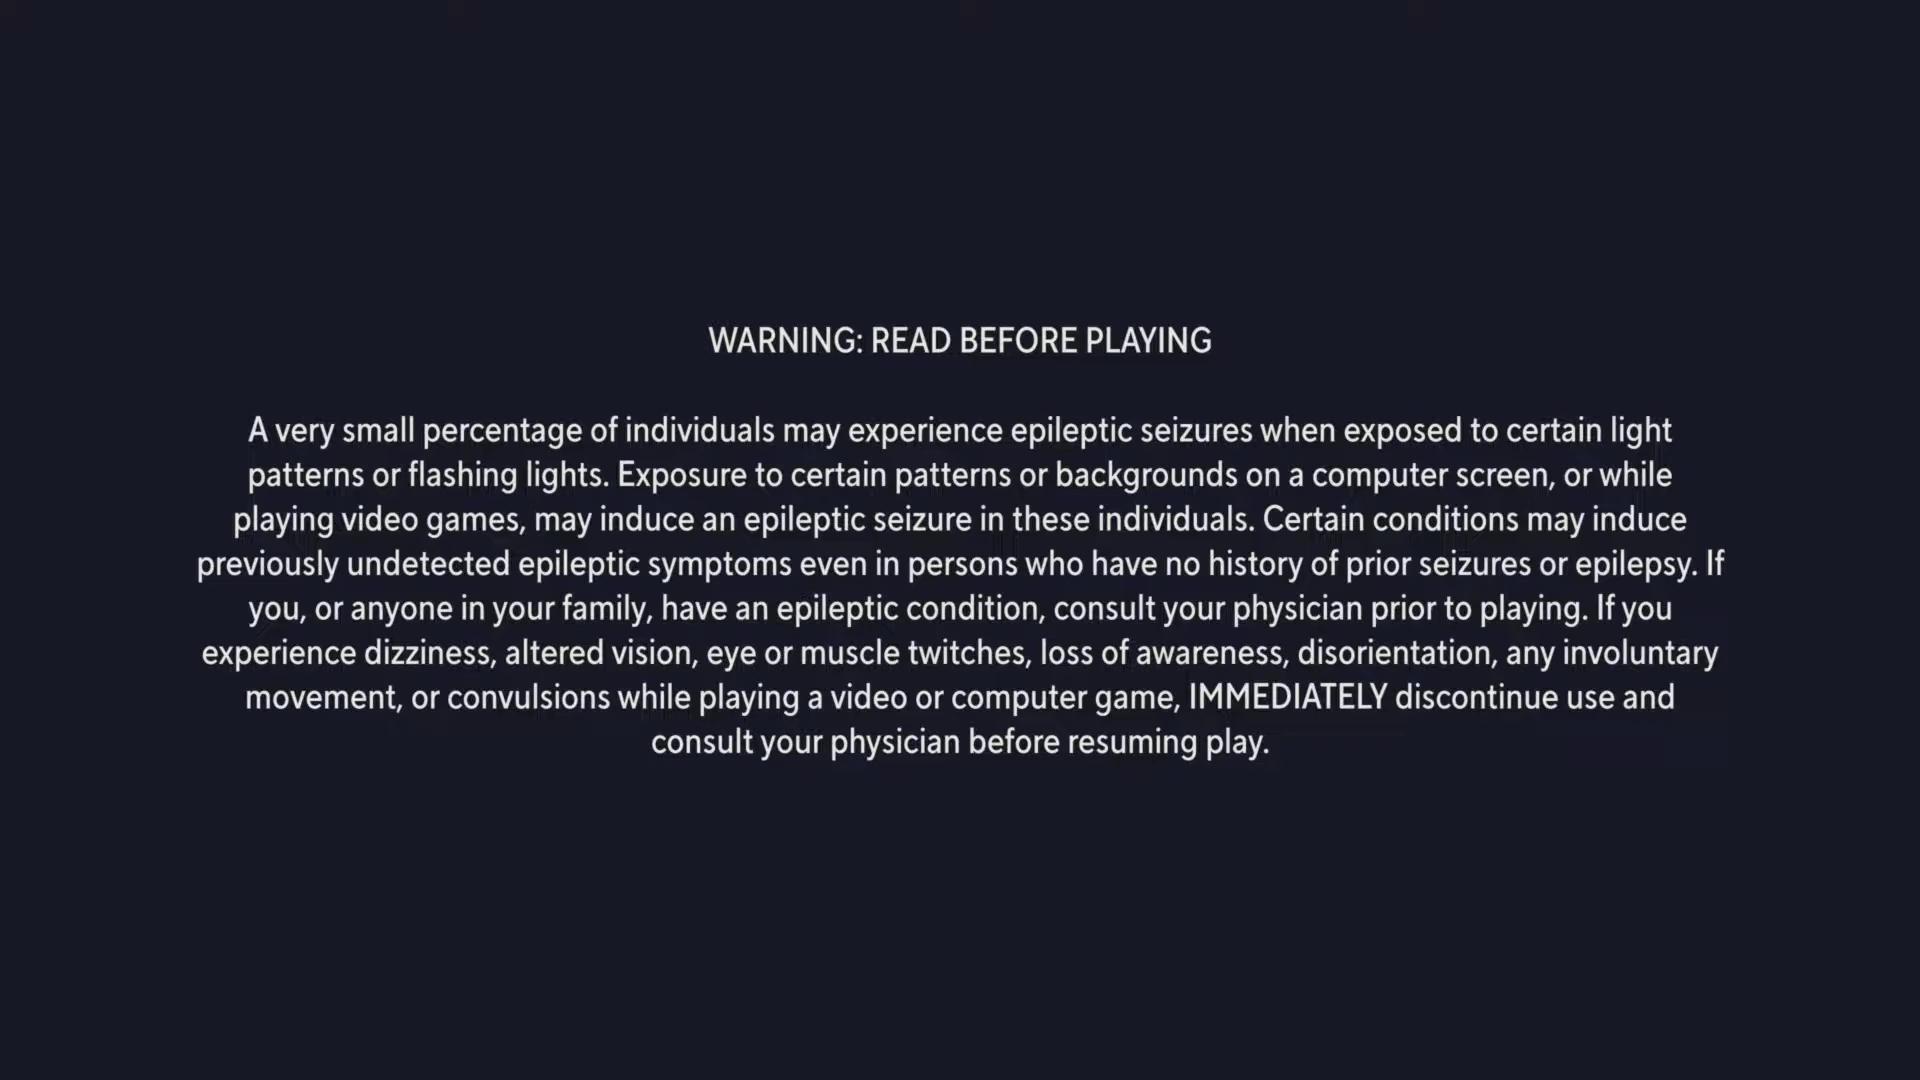 WARNING: READ BEFORE PLAYING
A very small percentage of individuals may experience epileptic seizures when exposed to certain light
patterns or flashing lights. Exposure to certain patterns or backgrounds on a computer screen, or while
playing video games, may induce an epileptic seizure in these individuals. Certain conditions may induce
previously undetected epileptic symptoms even in persons who have no history of prior seizures or epilepsy. If
you, or anyone in your family, have an epileptic condition, consult your physician prior to playing. If you
experience dizziness, altered vision, eye or muscle twitches, loss of awareness, disorientation, any involuntary
movement, or convulsions while playing a video or computer game, IMMEDIATELY discontinue use and
consult your physician before resuming play.